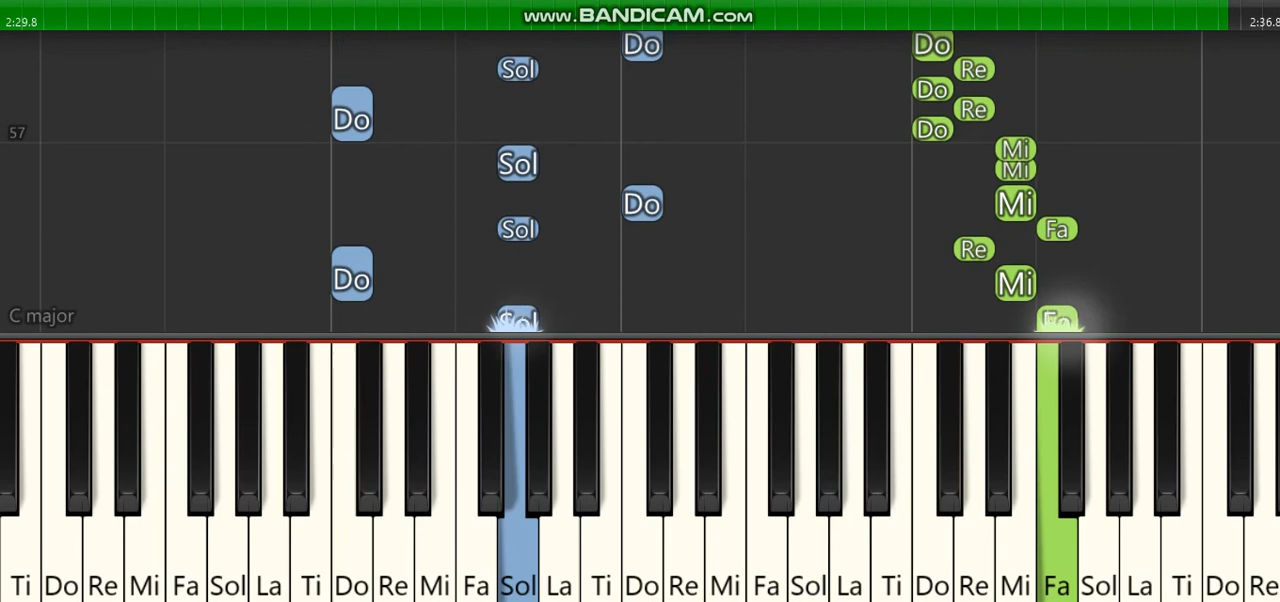 2:29.8 www.BANDICAM.com 2:36.8
Do Do
Sol Re
Do
Do Re
Do Do
57
Mi
Sol Mi
Do Mi
Sol Fa
Re
Do Mi
C major Sol Fa
Ti Do Re Mi Fa Sol La Ti Do Re Mi Fa Sol La Ti Do Re Mi Fa Sol La Ti Do Re Mi Fa Sol La Ti Do Re